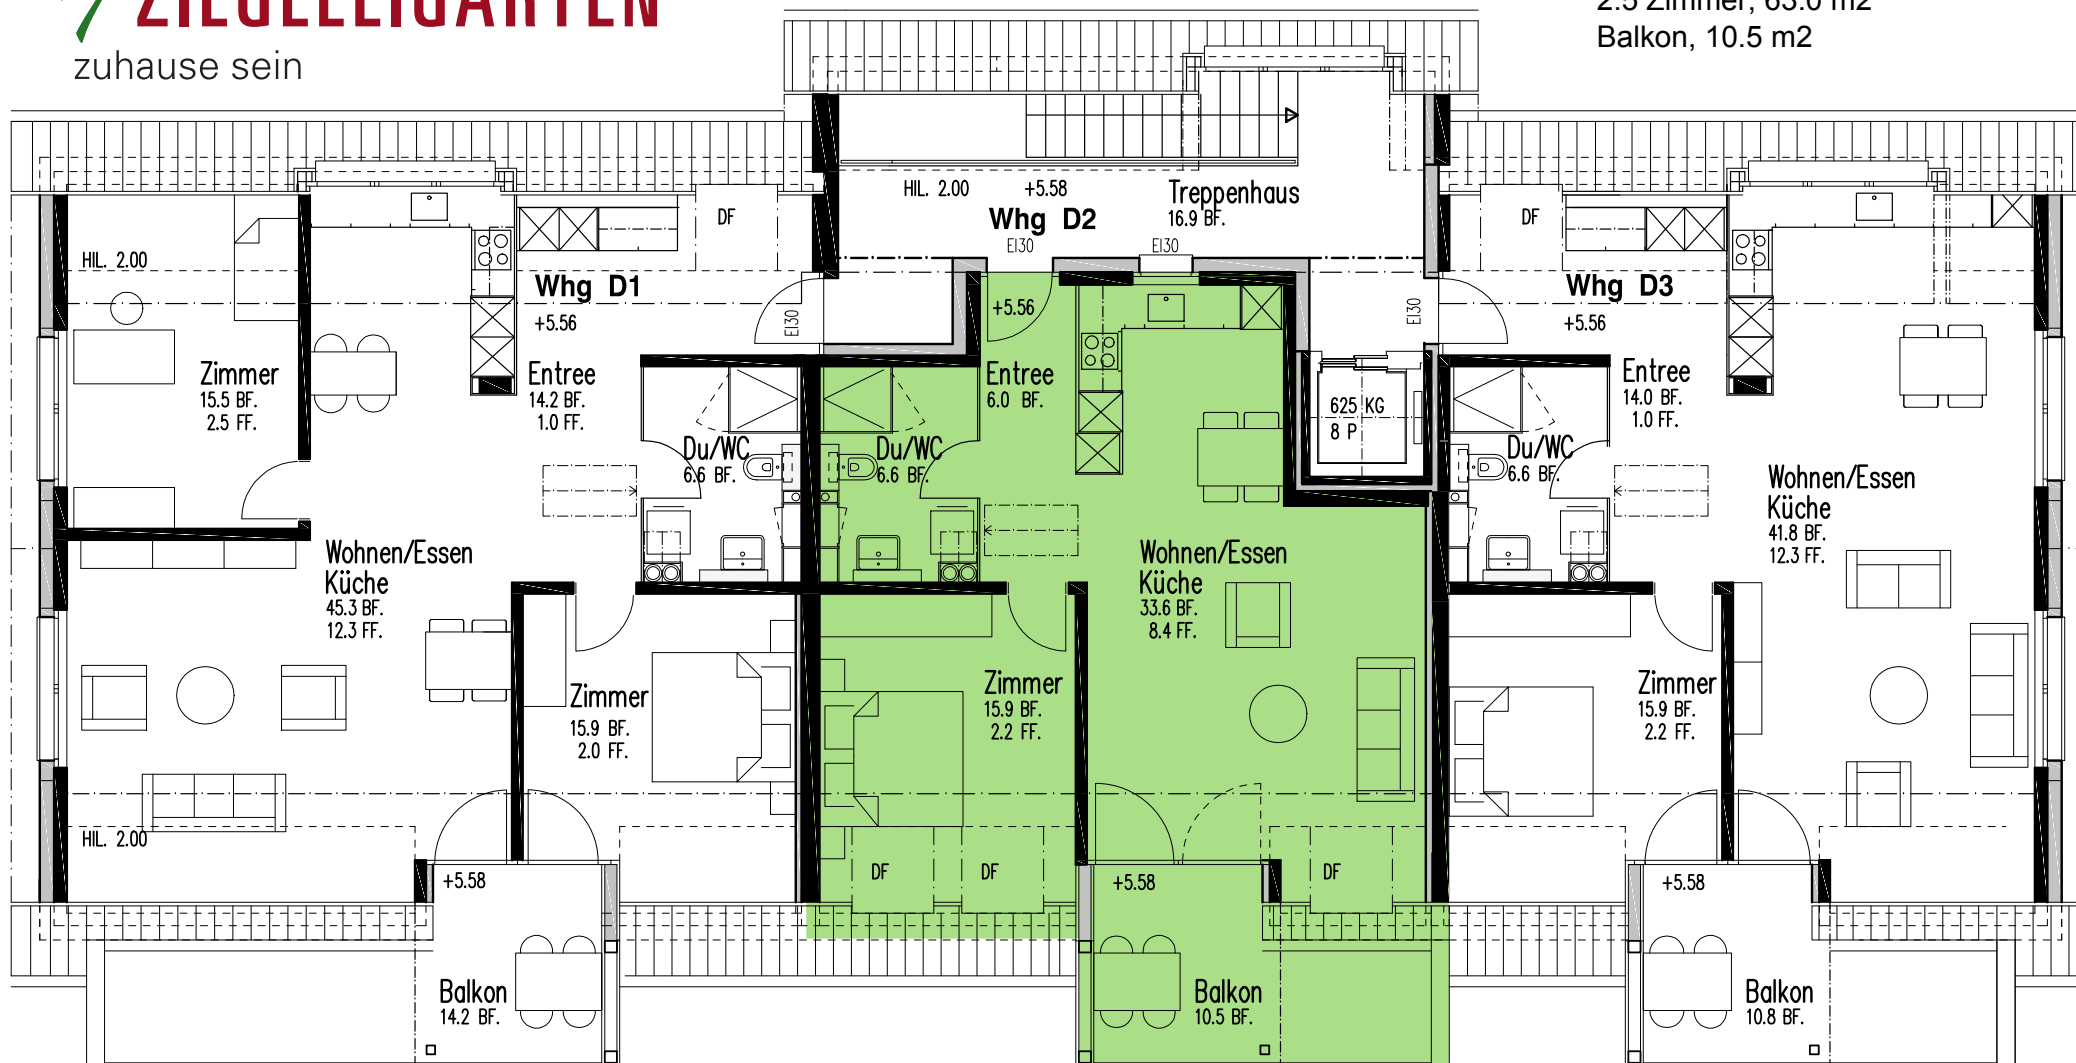 ZIEGELEIGARTEN
zuhause sein
2.5 Zimmer, 63.0 m2
Balkon, 10.5 m2
HIL. 2.00
+5.58
Treppenhaus
16.9 BF.
Whg D2
EI30
EI30
DF
HIL. 2.00
Whg D1
+5.56
EI30
Zimmer
15.5 BF.
2.5 FF.
Entree
14.2 BF.
1.0 FF.
Du/WC
6.6 BF.
Wohnen/Essen
Küche
45.3 BF.
12.3 FF.
Zimmer
15.9 BF.
2.0 FF.
HIL. 2.00
+5.58
Balkon
14.2 BF.
+5.56
Entree
6.0 BF.
Du/WC
6.6 BF.
625 KG
8 P
Wohnen/Essen
Küche
33.6 BF.
8.4 FF.
Zimmer
15.9 BF.
2.2 FF.
DF
DF
DF
+5.58
Balkon
10.5 BF.
DF
Whg D3
+5.56
EI30
Entree
14.0 BF.
1.0 FF.
Du/WC
6.6 BF.
Wohnen/Essen
Küche
41.8 BF.
12.3 FF.
Zimmer
15.9 BF.
2.2 FF.
+5.58
Balkon
10.8 BF.